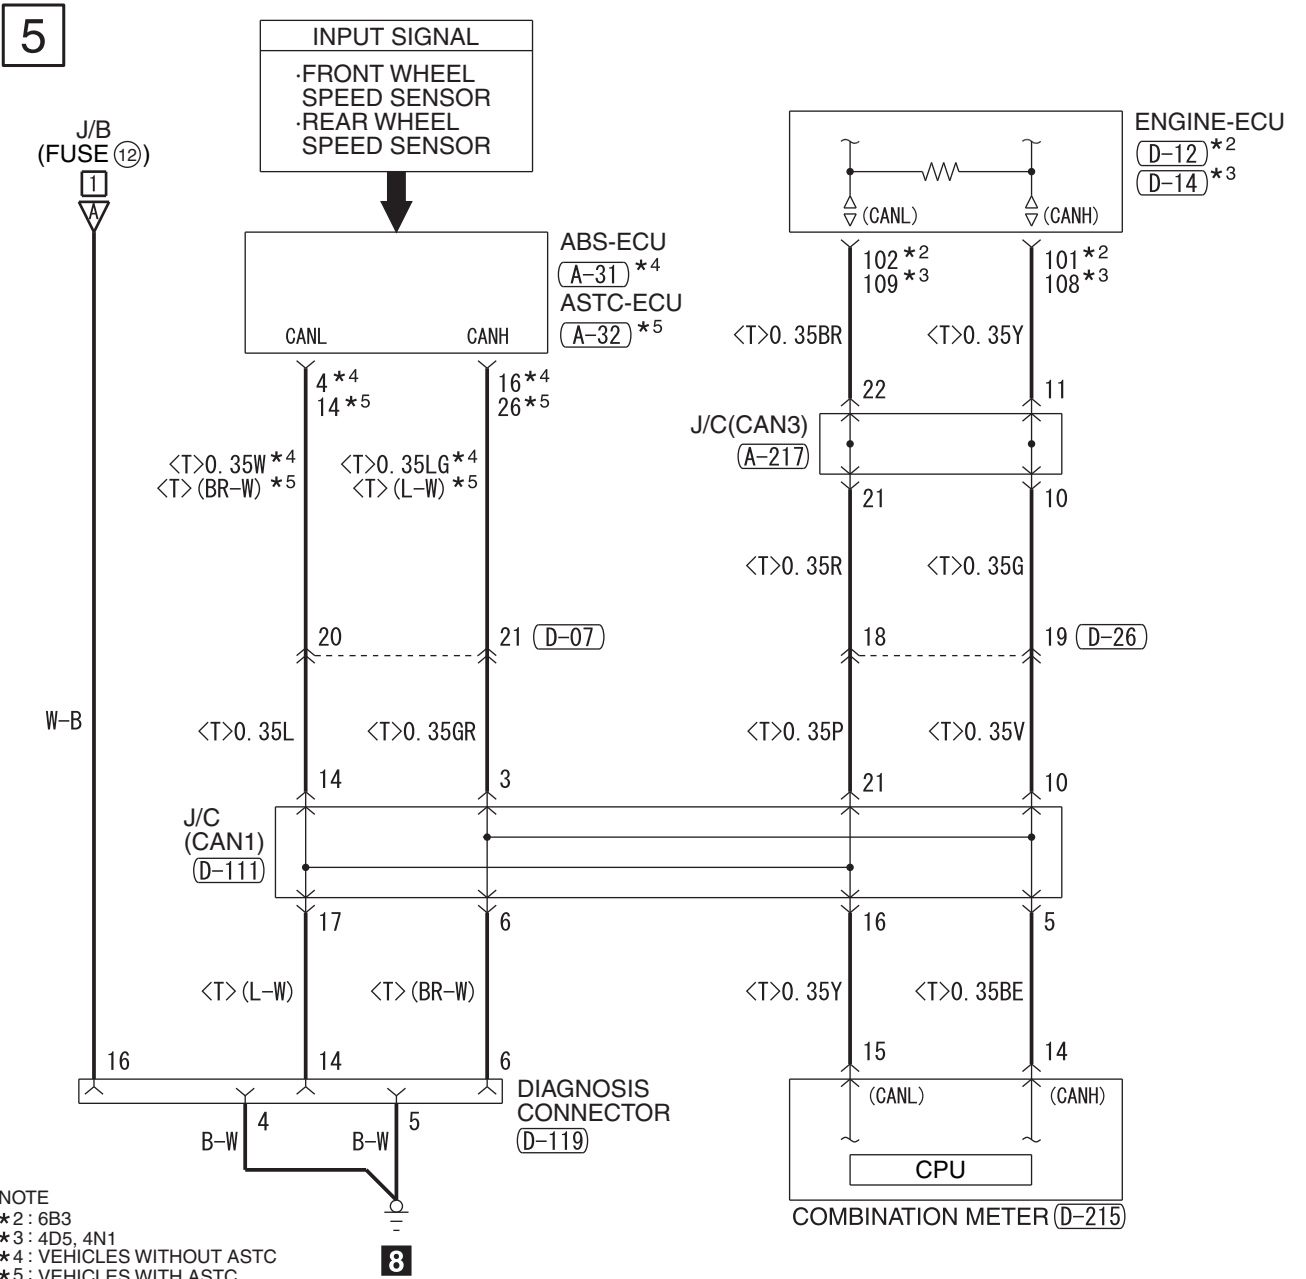 5
INPUT SIGNAL
·FRONT WHEEL
SPEED SENSOR
·REAR WHEEL
SPEED SENSOR
J/B
(FUSE ⑫)
1
A
ENGINE-ECU
D-12 *2
D-14 *3
(CANL)
(CANH)
102 *2
109 *3
101 *2
108 *3
ABS-ECU
A-31 *4
ASTC-ECU
A-32 *5
CANL
CANH
4 *4
14 *5
16 *4
26 *5
<T>0.35BR
<T>0.35Y
22
11
J/C(CAN3)
A-217
<T>0.35W *4
<T>(BR-W) *5
<T>0.35LG *4
<T>(L-W) *5
21
10
<T>0.35R
<T>0.35G
20
21 D-07
18
19 D-26
W-B
<T>0.35L
<T>0.35GR
<T>0.35P
<T>0.35V
14
3
21
10
J/C
(CAN1)
D-111
17
6
16
5
<T>(L-W)
<T>(BR-W)
<T>0.35Y
<T>0.35BE
16
14
6
15
14
DIAGNOSIS
CONNECTOR
D-119
(CANL)
(CANH)
4
5
B-W
B-W
CPU
COMBINATION METER D-215
8
NOTE
*2 : 6B3
*3 : 4D5, 4N1
*4 : VEHICLES WITHOUT ASTC
*5 : VEHICLES WITH ASTC